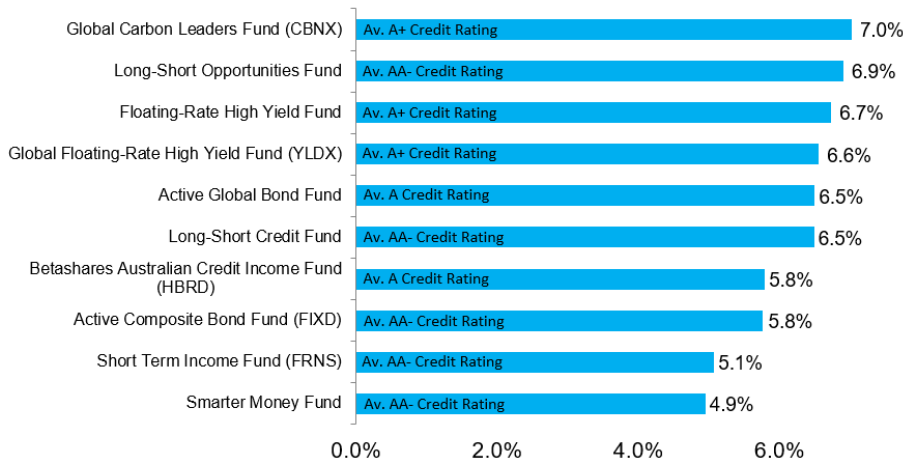 Global Carbon Leaders Fund (CBNX) Av. A+ Credit Rating 7.0%
Long-Short Opportunities Fund Av. AA- Credit Rating 6.9%
Floating-Rate High Yield Fund Av. A+ Credit Rating 6.7%
Global Floating-Rate High Yield Fund (YLDX) Av. A+ Credit Rating 6.6%
Active Global Bond Fund Av. A Credit Rating 6.5%
Long-Short Credit Fund Av. AA- Credit Rating 6.5%
Betashares Australian Credit Income Fund
(HBRD) Av. A Credit Rating 5.8%
Active Composite Bond Fund (FIXD) Av. AA- Credit Rating 5.8%
Short Term Income Fund (FRNS) Av. AA- Credit Rating 5.1%
Smarter Money Fund Av. AA- Credit Rating 4.9%
0.0% 2.0% 4.0% 6.0%